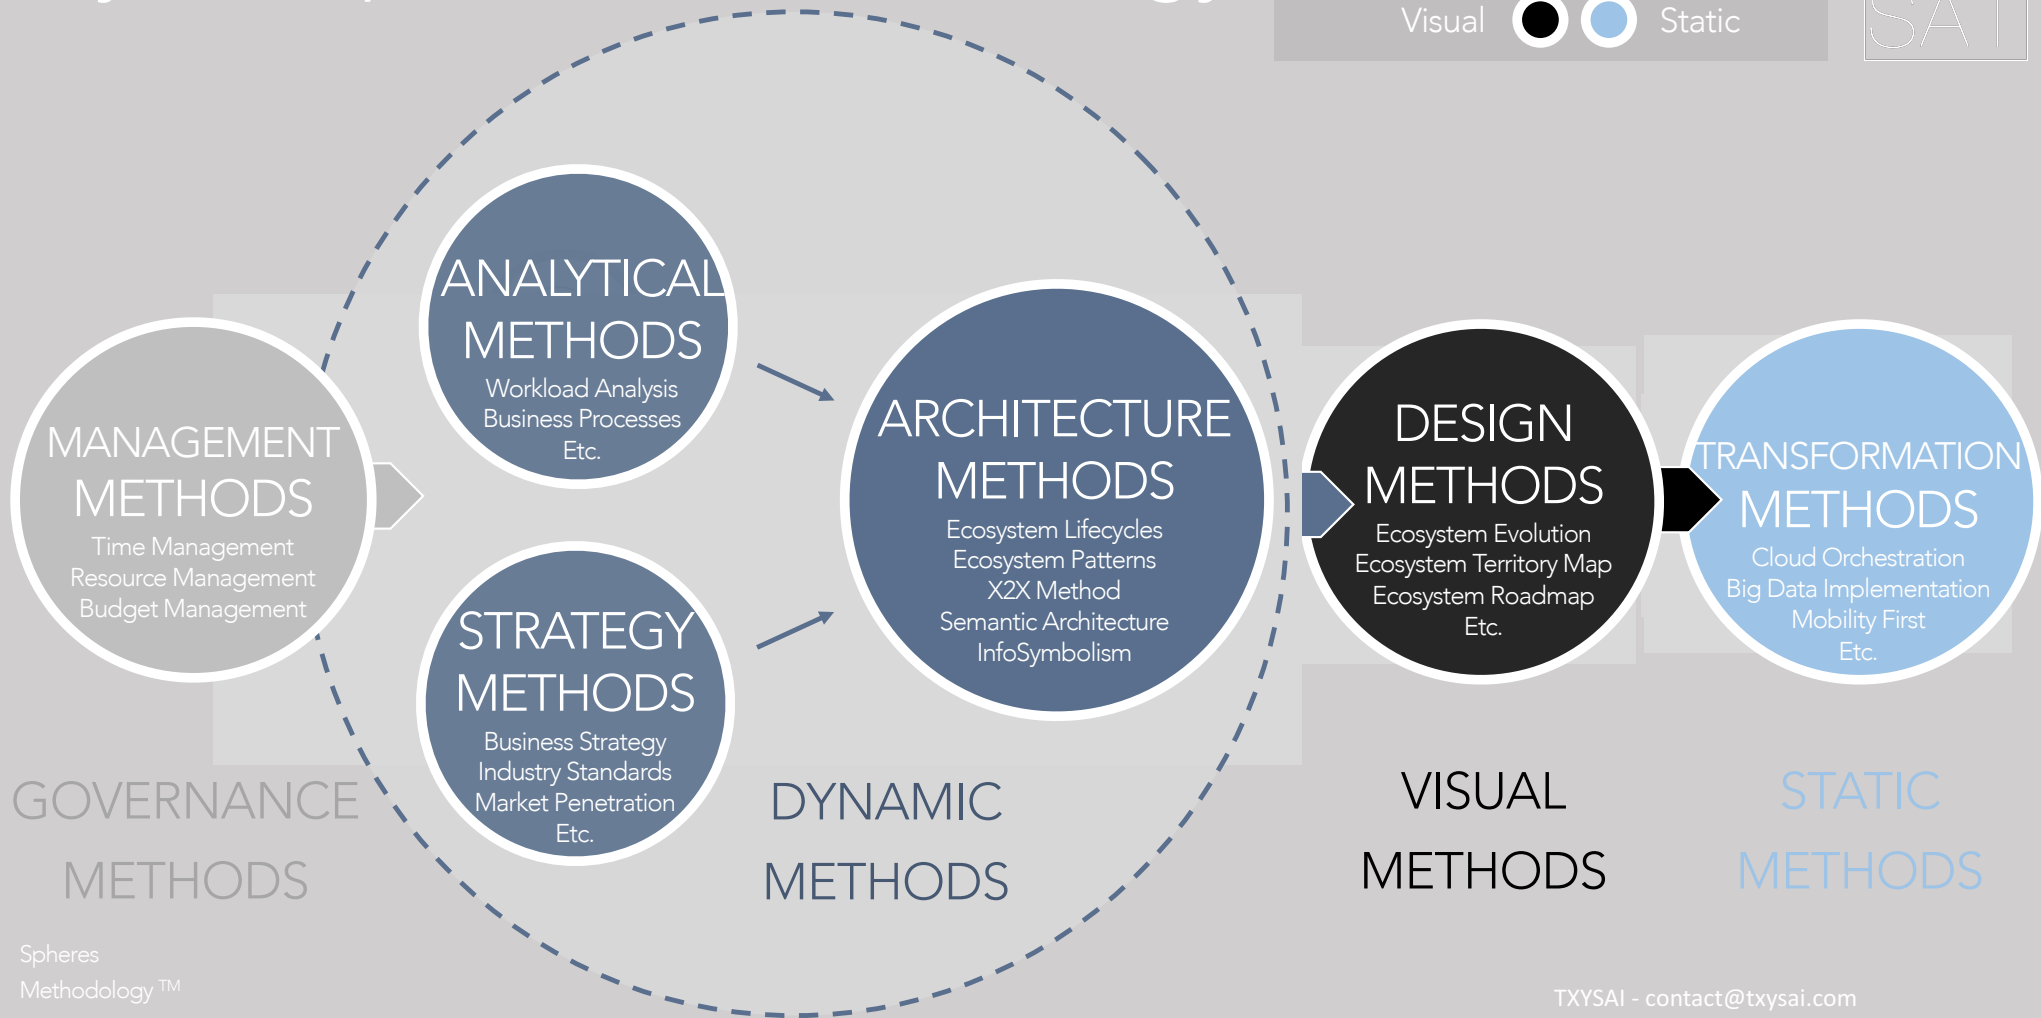 Visual
Static
ANALYTICAL
METHODS
Workload Analysis
Business Processes
Etc.
MANAGEMENT
METHODS
Time Management
Resource Management
Budget Management
STRATEGY
METHODS
Business Strategy
Industry Standards
Market Penetration
Etc.
ARCHITECTURE
METHODS
Ecosystem Lifecycles
Ecosystem Patterns
X2X Method
Semantic Architecture
InfoSymbolism
DESIGN
METHODS
Ecosystem Evolution
Ecosystem Territory Map
Ecosystem Roadmap
Etc.
TRANSFORMATION
METHODS
Cloud Orchestration
Big Data Implementation
Mobility First
Etc.
GOVERNANCE
METHODS
DYNAMIC
METHODS
VISUAL
METHODS
STATIC
METHODS
Spheres
Methodology TM
TXYSAI - contact@txysai.com